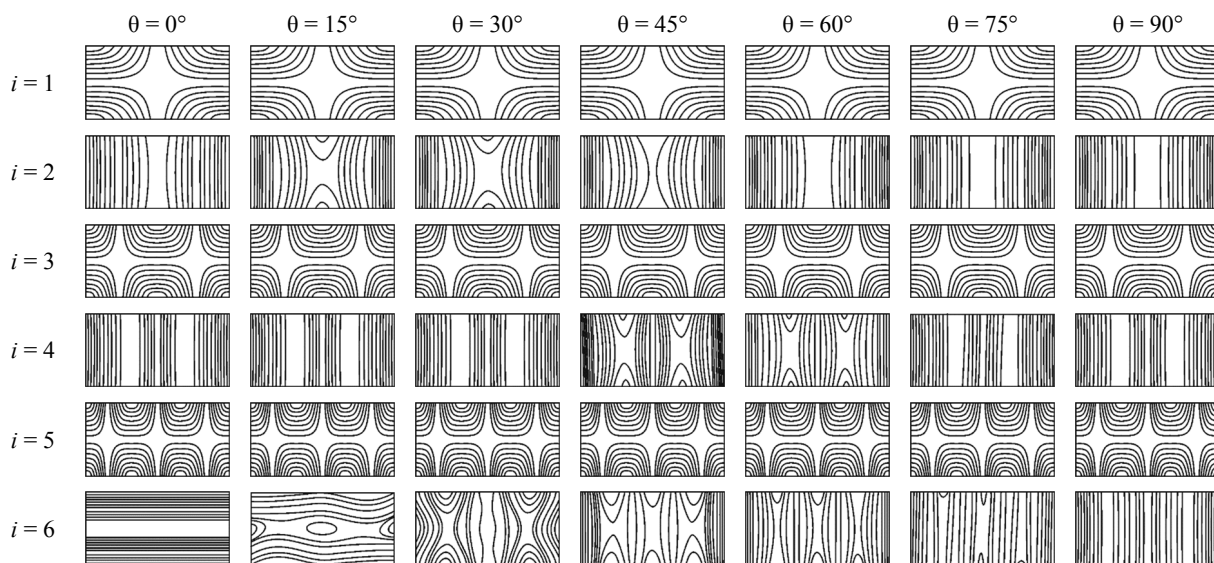 θ = 0° θ = 15° θ = 30° θ = 45° θ = 60° θ = 75° θ = 90°
i = 1
i = 2
i = 3
i = 4
i = 5
i = 6